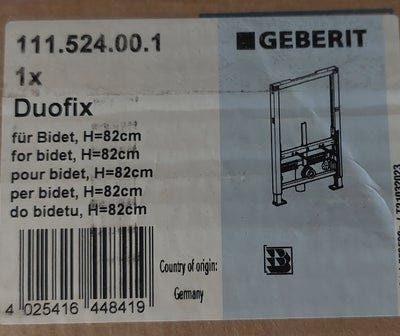 111.524.00.1
GEBERIT
1x
Duofix
für Bidet, H=82cm
for bidet, H=82cm
pour bidet, H=82cm
per bidet, H=82cm
do bidetu, H=82cm
Country of origin:
Germany
4 025416 448419